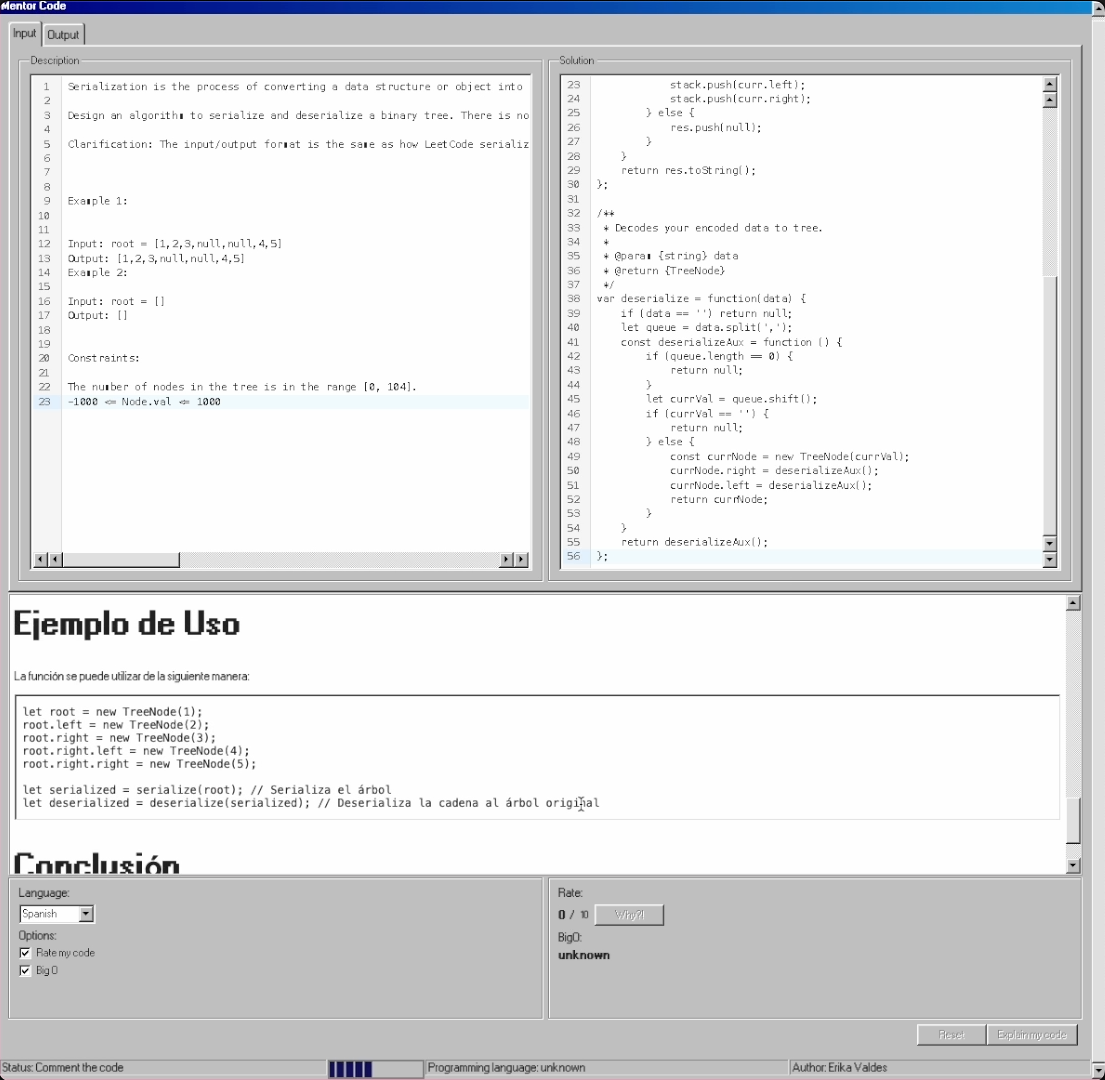 Mentor Code
Input
Output
Description
1 Serialization is the process of converting a data structure or object into
2
3 Design an algorithm to serialize and deserialize a binary tree. There is no
4
5 Clarification: The input/output format is the same as how LeetCode serializ
6
7
8
9 Example 1:
10
11
12 Input: root = [1,2,3,null,null,4,5]
13 Output: [1,2,3,null,null,4,5]
14 Example 2:
15
16 Input: root = []
17 Output: []
18
19
20 Constraints:
21
22 The number of nodes in the tree is in the range [0, 104].
23 -1000 <= Node.val <= 1000
Solution
23 stack.push(curr.left);
24 stack.push(curr.right);
25 } else {
26 res.push(null);
27 }
28 }
29 return res.toString();
30 };
31
32 /**
33 * Decodes your encoded data to tree.
34 *
35 * @param {string} data
36 * @return {TreeNode}
37 */
38 var deserialize = function(data) {
39 if (data == '') return null;
40 let queue = data.split(',');
41 const deserializeAux = function () {
42 if (queue.length == 0) {
43 return null;
44 }
45 let currVal = queue.shift();
46 if (currVal == '') {
47 return null;
48 } else {
49 const currNode = new TreeNode(currVal);
50 currNode.right = deserializeAux();
51 currNode.left = deserializeAux();
52 return currNode;
53 }
54 }
55 return deserializeAux();
56 };
Ejemplo de Uso
La función se puede utilizar de la siguiente manera:
let root = new TreeNode(1);
root.left = new TreeNode(2);
root.right = new TreeNode(3);
root.right.left = new TreeNode(4);
root.right.right = new TreeNode(5);
let serialized = serialize(root); // Serializa el árbol
let deserialized = deserialize(serialized); // Deserializa la cadena al árbol original
Conclusión
Language:
Spanish
Options:
Rate my code
Big O
Rate:
0 / 10 Why?!
BigO:
unknown
Reset
Explain my code
Status: Comment the code
Programming language: unknown
Author: Erika Valdes